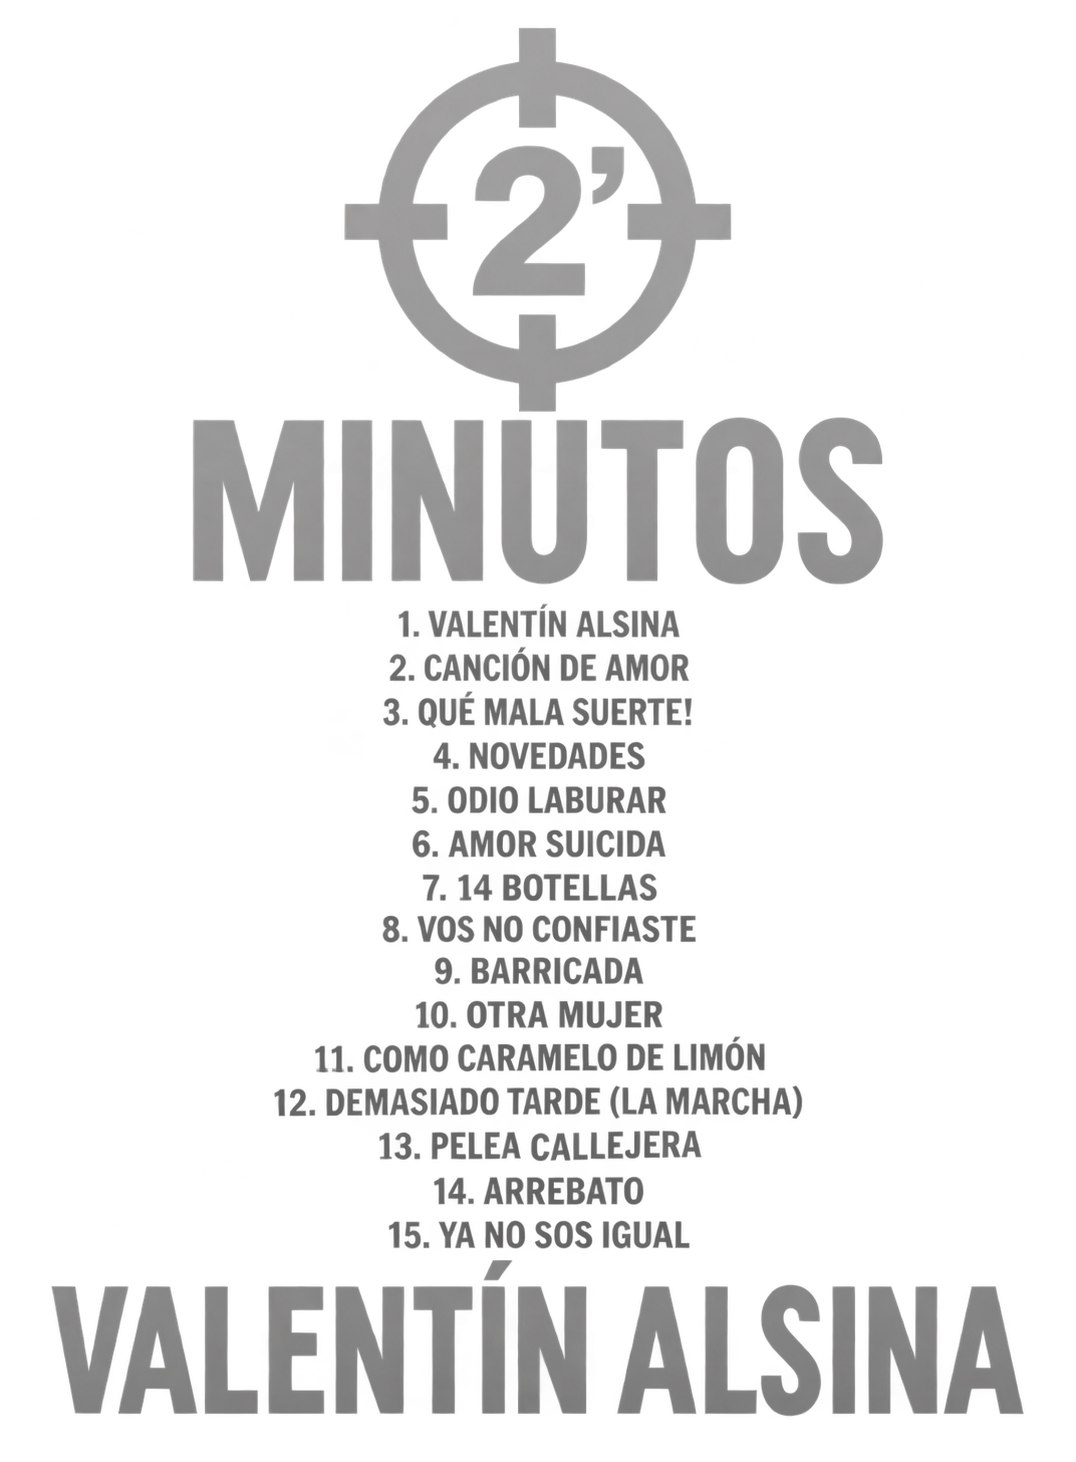 2’
MINUTOS
1. VALENTÍN ALSINA
2. CANCIÓN DE AMOR
3. QUÉ MALA SUERTE!
4. NOVEDADES
5. ODIO LABURAR
6. AMOR SUICIDA
7. 14 BOTELLAS
8. VOS NO CONFIASTE
9. BARRICADA
10. OTRA MUJER
11. COMO CARAMELO DE LIMÓN
12. DEMASIADO TARDE (LA MARCHA)
13. PELEA CALLEJERA
14. ARREBATO
15. YA NO SOS IGUAL
VALENTÍN ALSINA